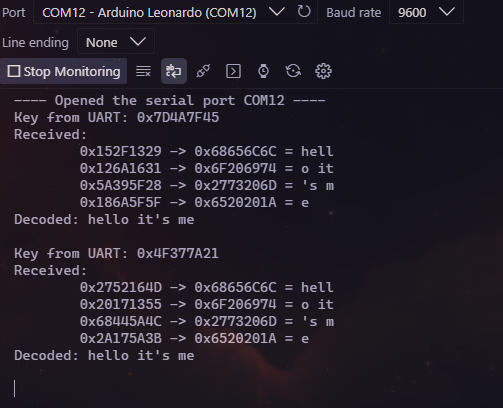 Port COM12 - Arduino Leonardo (COM12) Baud rate 9600
Line ending None
Stop Monitoring
---- Opened the serial port COM12 ----
Key from UART: 0x7D4A7F45
Received:
0x152F1329 -> 0x68656C6C = hell
0x126A1631 -> 0x6F206974 = o it
0x5A395F28 -> 0x2773206D = 's m
0x186A5F5F -> 0x6520201A = e
Decoded: hello it's me
Key from UART: 0x4F377A21
Received:
0x2752164D -> 0x68656C6C = hell
0x20171355 -> 0x6F206974 = o it
0x68445A4C -> 0x2773206D = 's m
0x2A175A3B -> 0x6520201A = e
Decoded: hello it's me